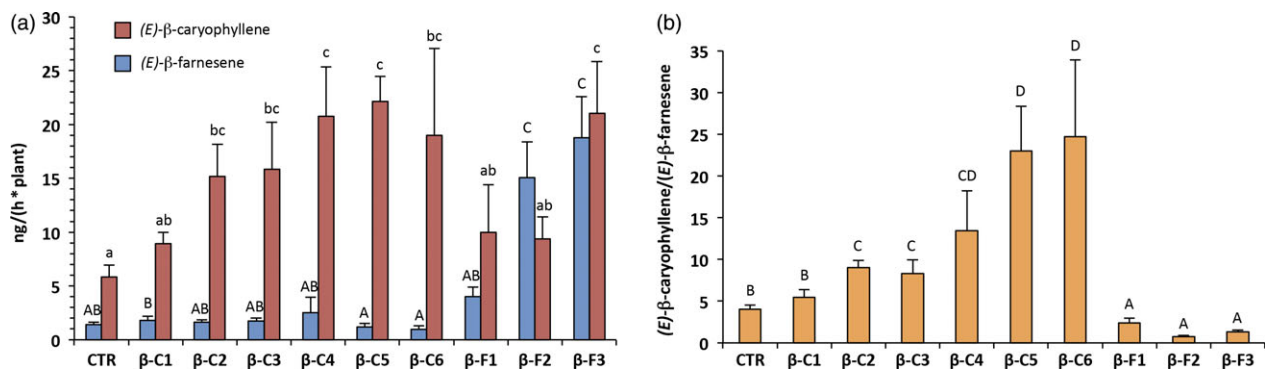 (a)
(E)-β-caryophyllene
(E)-β-farnesene
ng/(h*plant)
30
25
20
15
10
5
0
AB a
B ab
AB bc
AB bc
AB c
A c
A bc
AB ab
C ab
C c
CTR β-C1 β-C2 β-C3 β-C4 β-C5 β-C6 β-F1 β-F2 β-F3
(b)
(E)-β-caryophyllene/(E)-β-farnesene
35
30
25
20
15
10
5
0
B B C C CD D D A A A
CTR β-C1 β-C2 β-C3 β-C4 β-C5 β-C6 β-F1 β-F2 β-F3